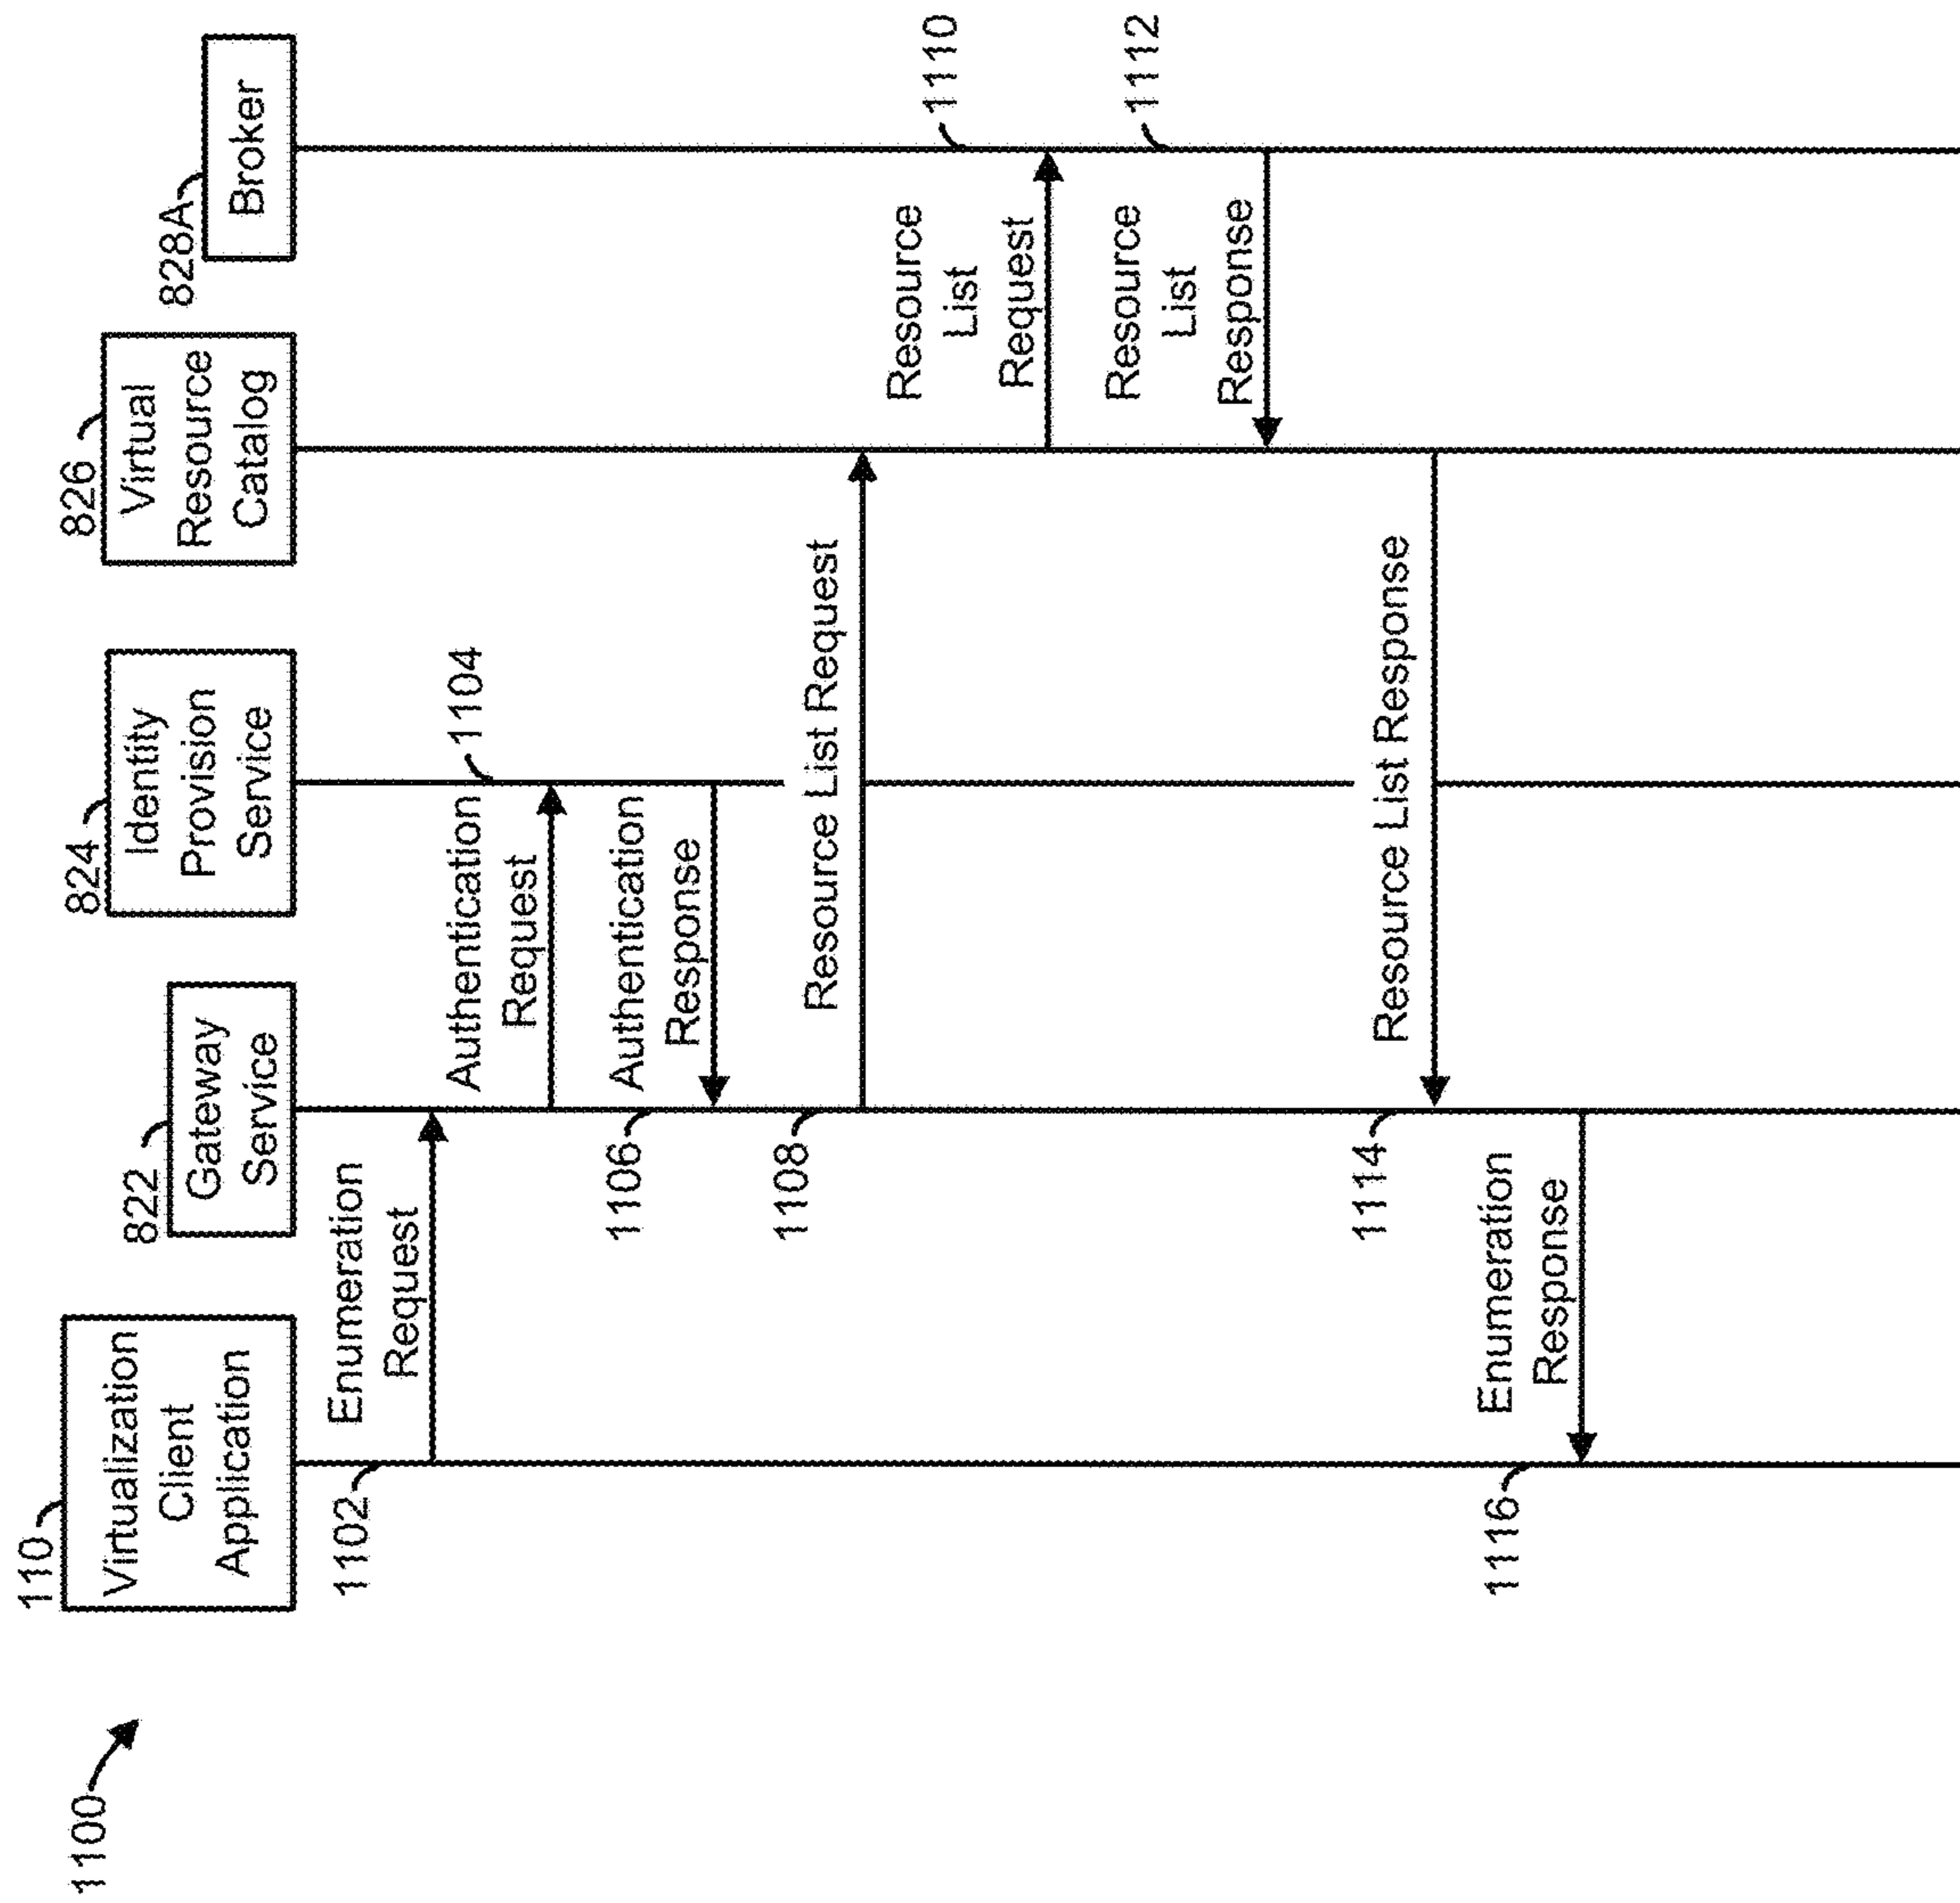 1100
110
Virtualization
Client
Application
822
Gateway
Service
824
Identity
Provision
Service
826
Virtual
Resource
Catalog
828A
Broker
1102
Enumeration
Request
1104
Authentication
Request
1106
Authentication
Response
1108
Resource List Request
1110
Resource
List
Request
1112
Resource
List
Response
1114
Resource List Response
1116
Enumeration
Response